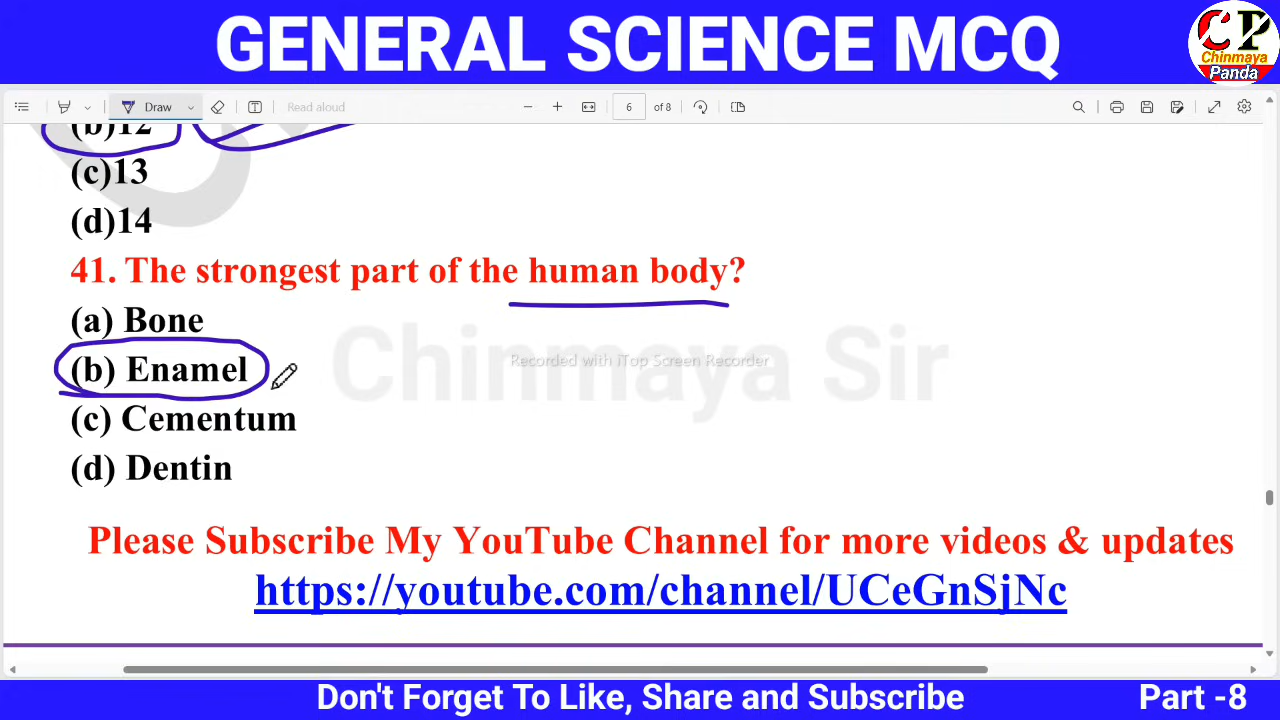 GENERAL SCIENCE MCQ
CP
Chinmaya
Panda
Draw
Read aloud
6 of 8
(b)12
(c)13
(d)14
41. The strongest part of the human body?
(a) Bone
(b) Enamel
(c) Cementum
(d) Dentin
Chinmaya Sir
Recorded with iTop Screen Recorder
Please Subscribe My YouTube Channel for more videos & updates
https://youtube.com/channel/UCeGnSjNc
Don't Forget To Like, Share and Subscribe
Part -8